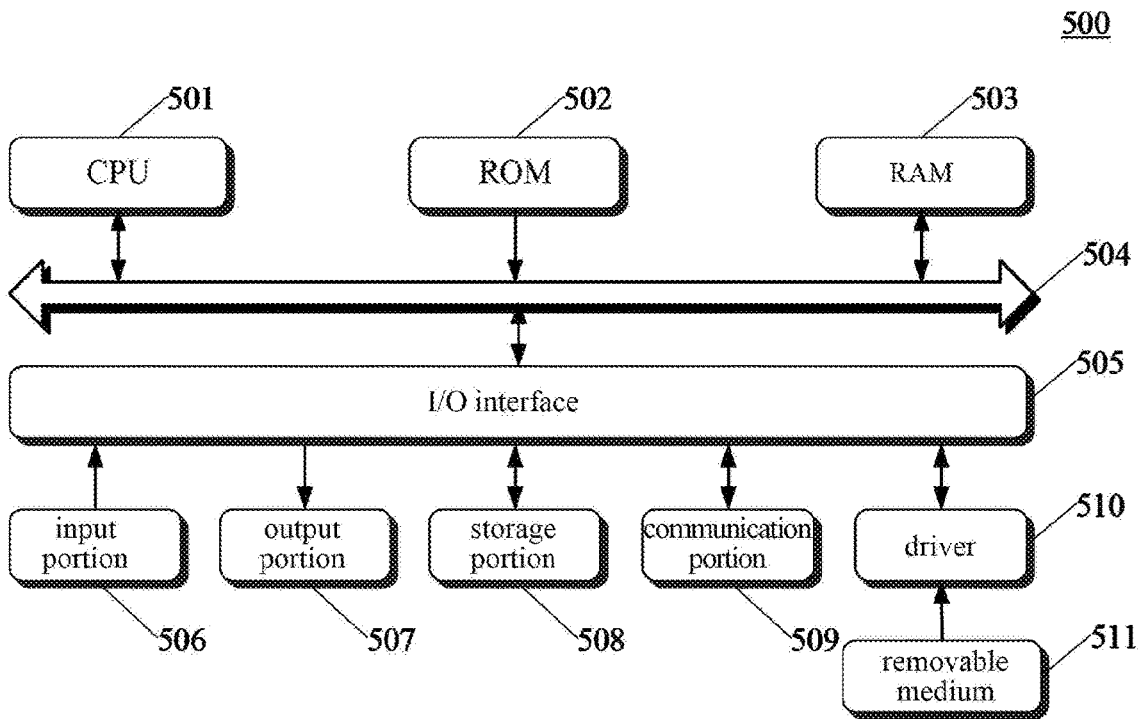 500
501
502
503
CPU
ROM
RAM
504
505
I/O interface
input
portion
output
portion
storage
portion
communication
portion
driver
510
506
507
508
509
removable
medium
511